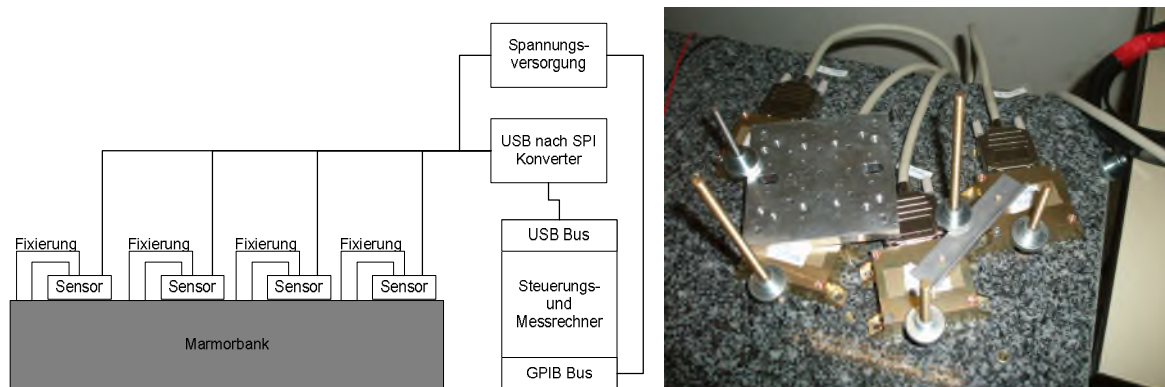 Spannungs-
versorgung
USB nach SPI
Konverter
Fixierung
Fixierung
Fixierung
Fixierung
USB Bus
Sensor
Sensor
Sensor
Sensor
Steuerungs-
und
Messrechner
Marmorbank
GPIB Bus